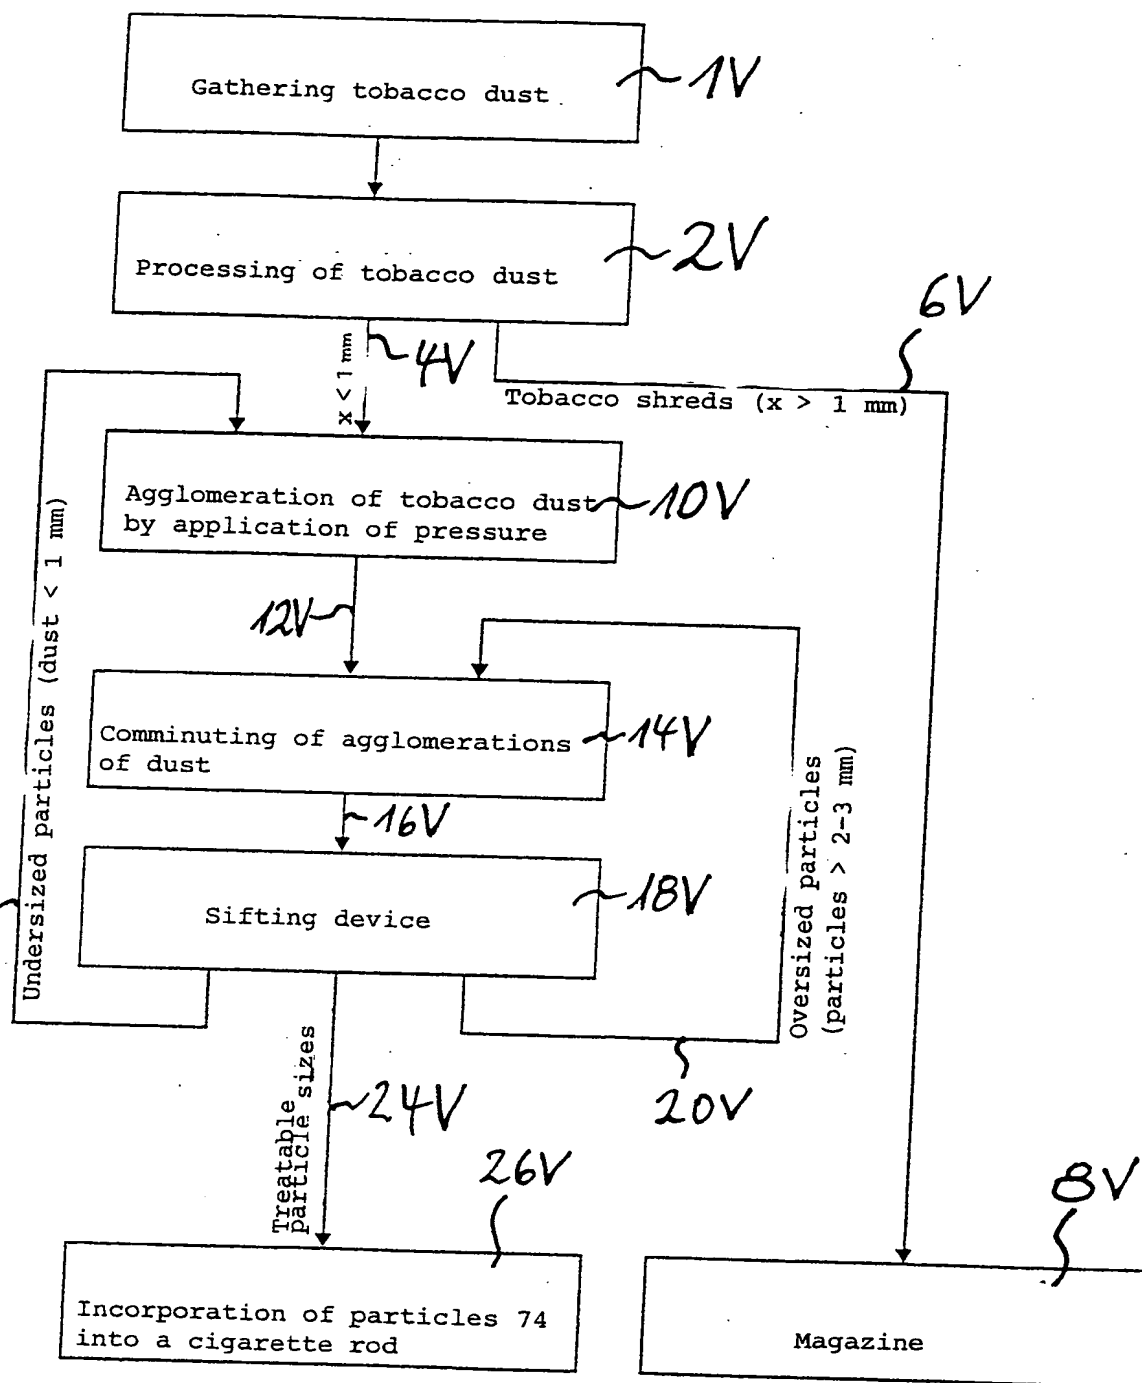 Gathering tobacco dust
1V
Processing of tobacco dust
2V
6V
x < 1 mm
4V
Tobacco shreds (x > 1 mm)
Agglomeration of tobacco dust
by application of pressure
10V
Undersized particles (dust < 1 mm)
12V
Comminuting of agglomerations
of dust
14V
16V
Oversized particles
(particles > 2-3 mm)
Sifting device
18V
Treatable
particle sizes
24V
20V
26V
8V
Incorporation of particles 74
into a cigarette rod
Magazine